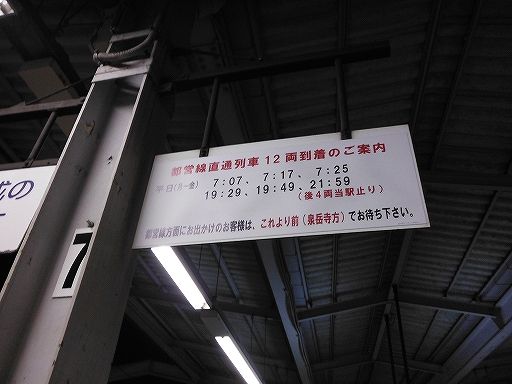 都営線直通列車12両到着のご案内
平日(月~金) 7:07、 7:17、 7:25
19:29、19:49、21:59
(後4両当駅止り)
都営線方面にお出かけのお客様は、これより前(泉岳寺方)でお待ち下さい。
7
の